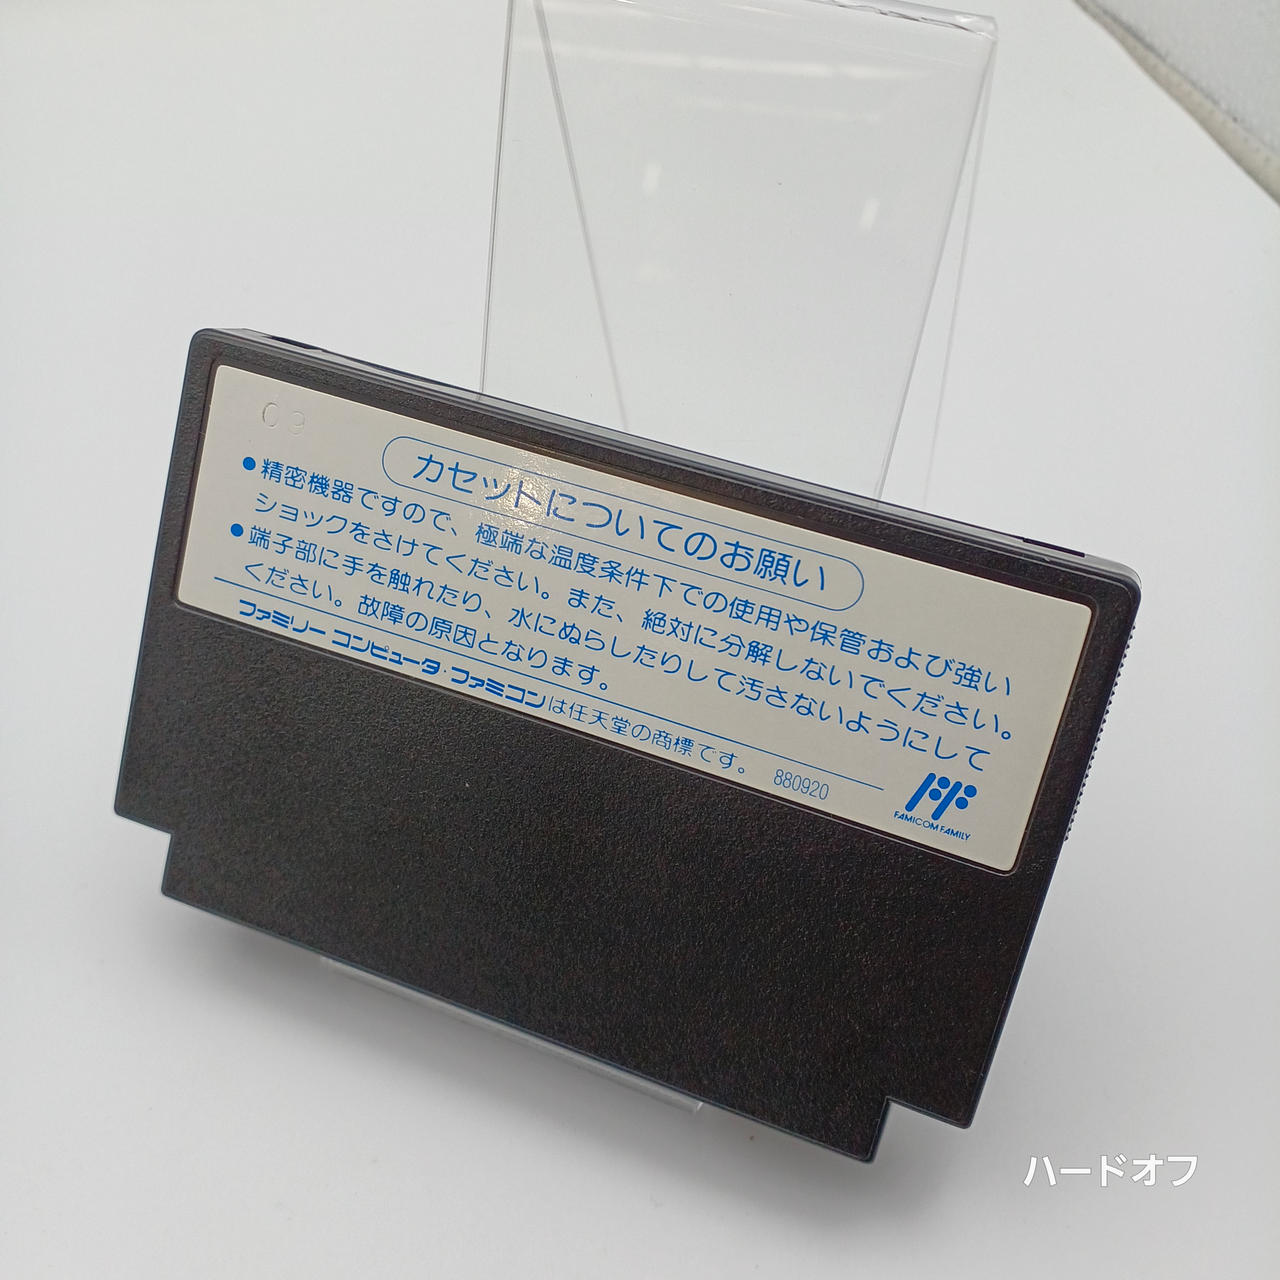 09
カセットについてのお願い
●精密機器ですので、極端な温度条件下での使用や保管および強い
ショックをさけてください。また、絶対に分解しないでください。
●端子部に手を触れたり、水にぬらしたりして汚さないようにして
ください。故障の原因となります。
ファミリーコンピュータ・ファミコンは任天堂の商標です。 880920
FAMICOM FAMILY
ハードオフ